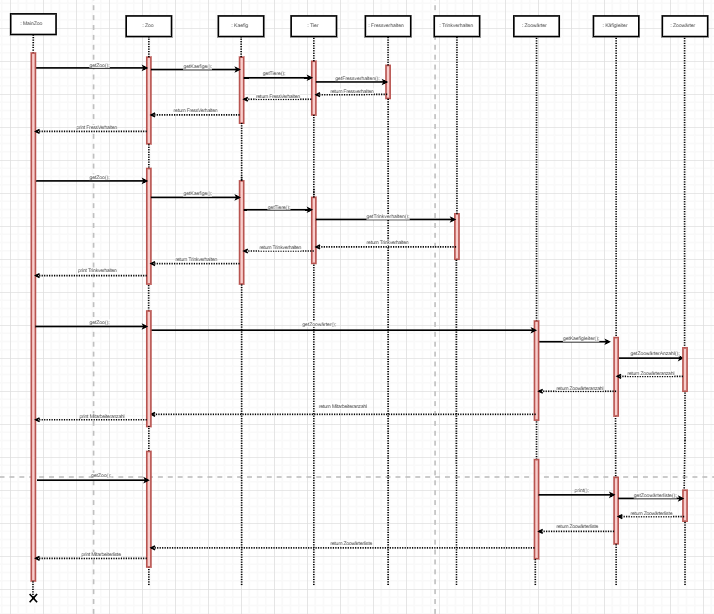 : MainZoo
: Zoo
: Kaefig
: Tier
: Fressverhalten
: Trinkverhalten
: Zoowärter
: Käfigleiter
: Zoowärter
getZoo();
getKaefige();
getTiere();
getFressverhalten();
return Fressverhalten
return Fressverhalten
return Fressverhalten
print Fressverhalten
getZoo();
getKaefige();
getTiere();
getTrinkverhalten();
return Trinkverhalten
return Trinkverhalten
return Trinkverhalten
print Trinkverhalten
getZoo();
getZoowärter();
getKaefigleiter();
getZoowärterAnzahl();
return Zoowärteranzahl
return Zoowärteranzahl
return Mitarbeiteranzahl
print Mitarbeiteranzahl
getZoo();
print();
getZoowärterliste();
return Zoowärterliste
return Zoowärterliste
return Zoowärterliste
print Mitarbeiterliste